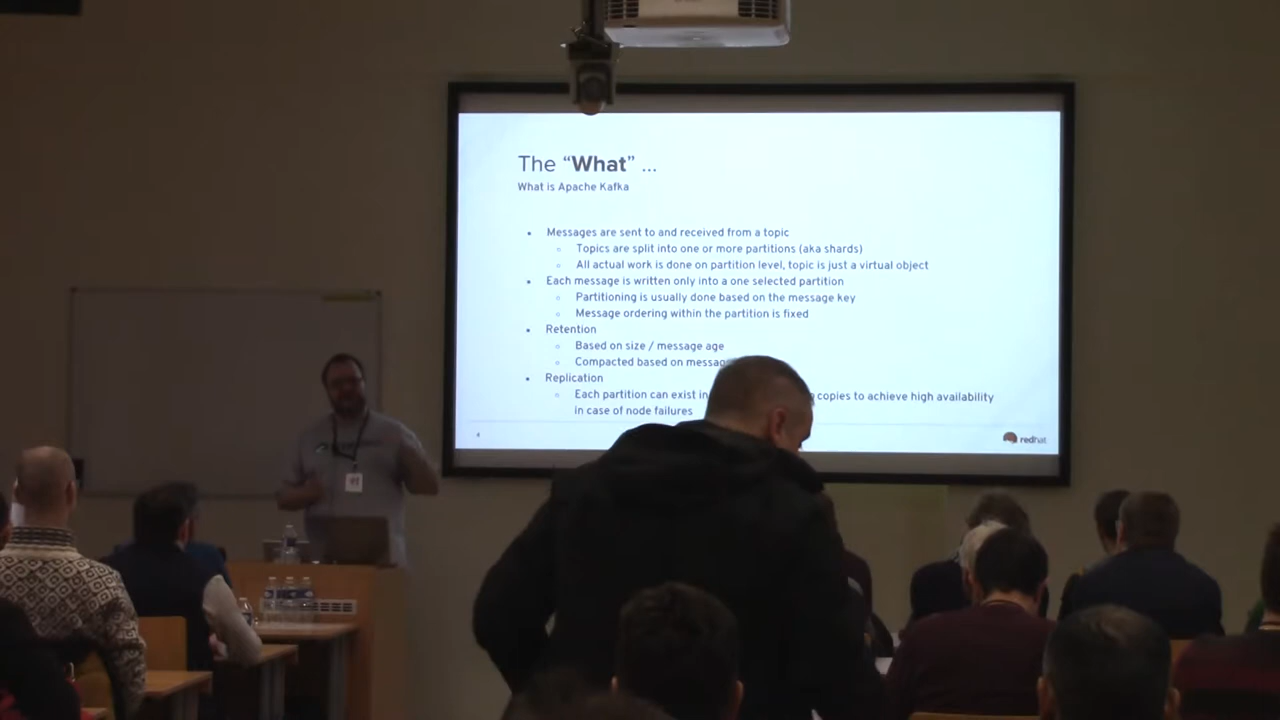 The “What” ...
What is Apache Kafka
• Messages are sent to and received from a topic
◦ Topics are split into one or more partitions (aka shards)
◦ All actual work is done on partition level, topic is just a virtual object
• Each message is written only into a one selected partition
◦ Partitioning is usually done based on the message key
◦ Message ordering within the partition is fixed
• Retention
◦ Based on size / message age
◦ Compacted based on
• Replication
◦ Each partition can exist in copies to achieve high availability
in case of node failures
redhat